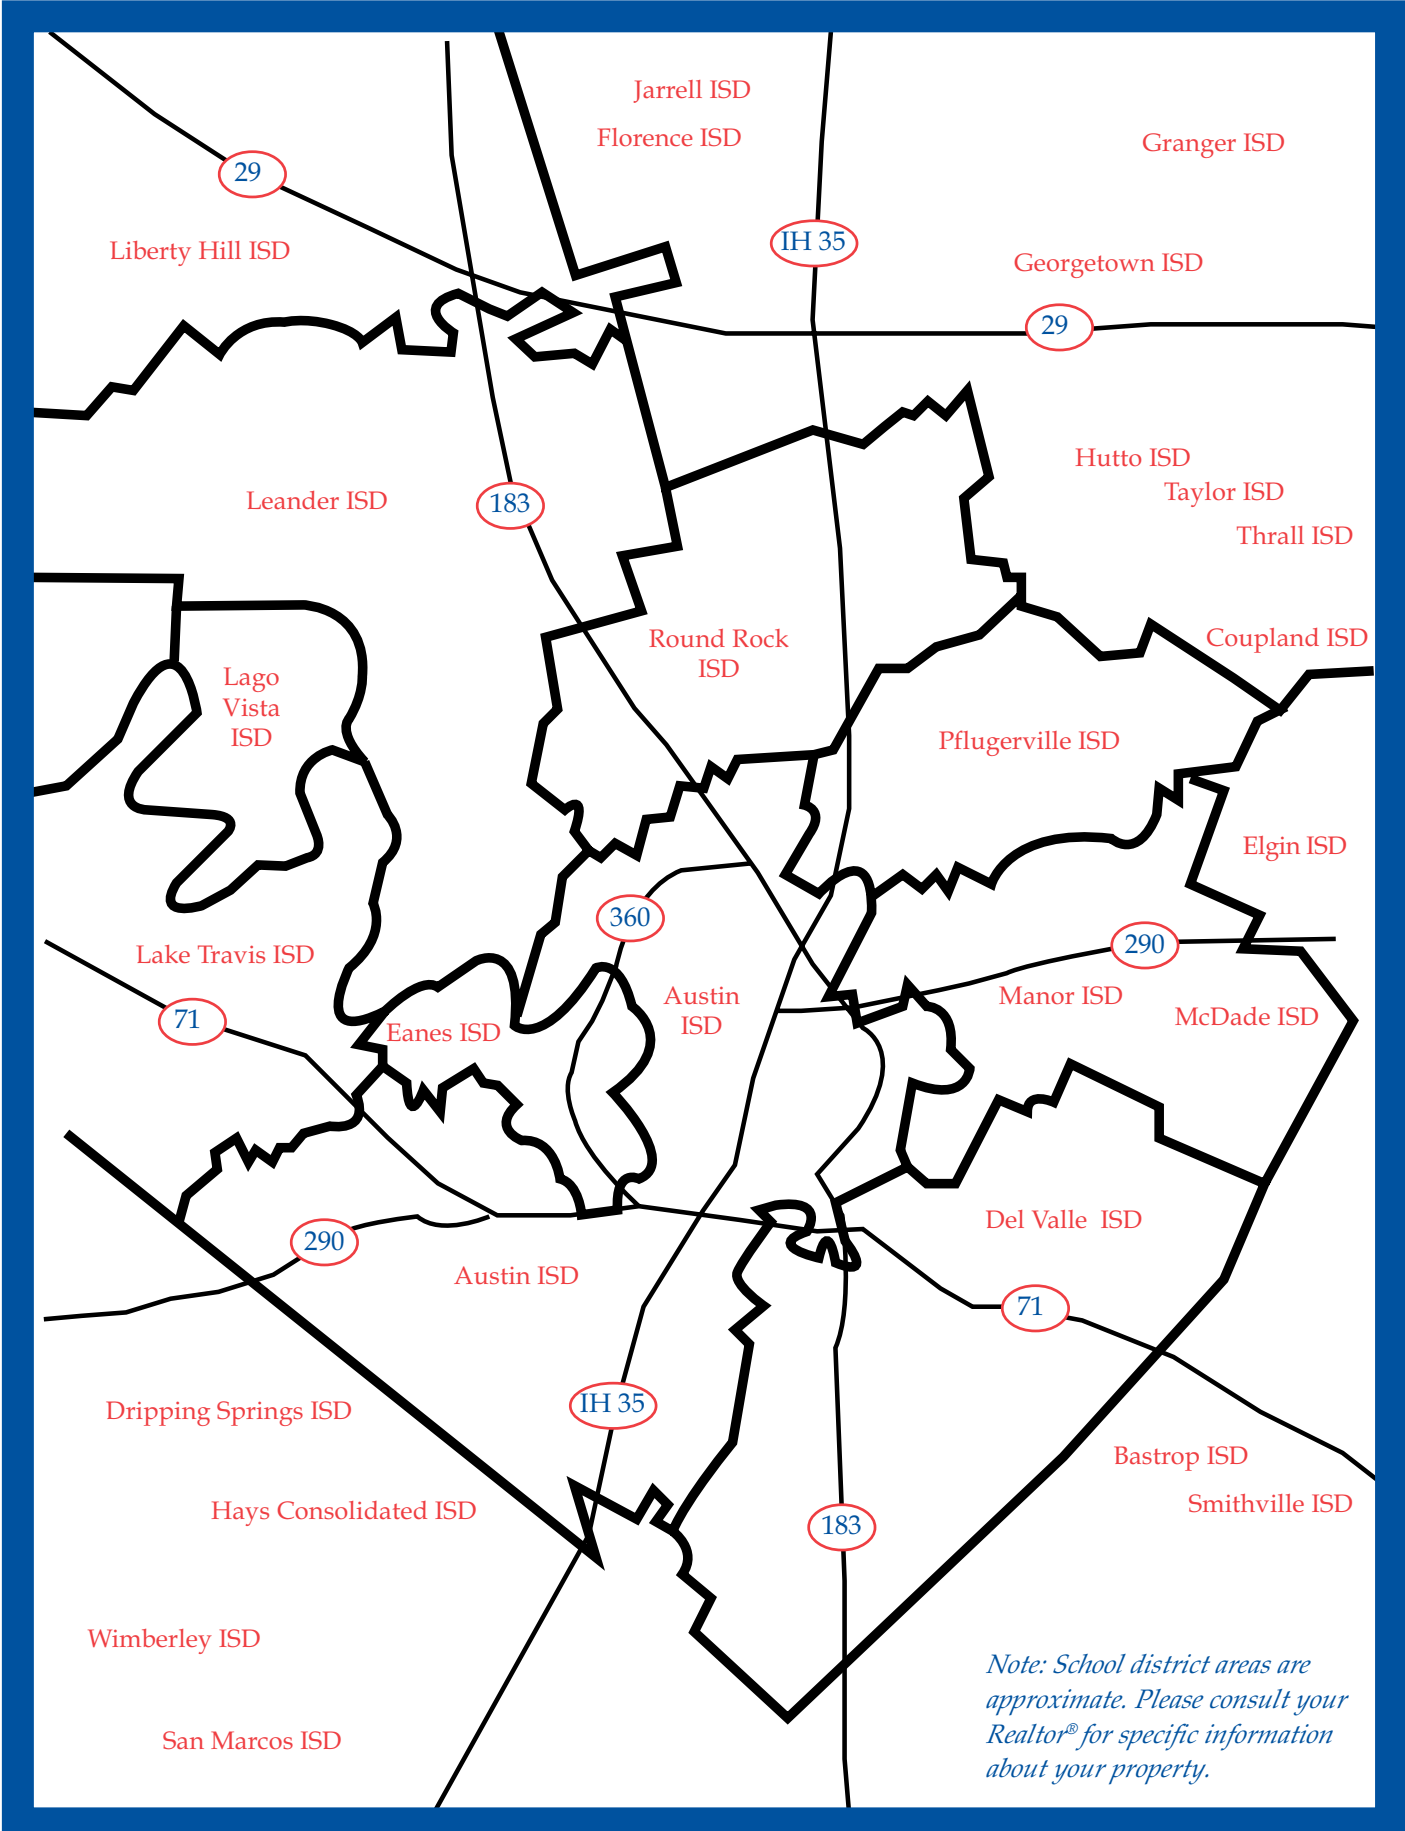 Jarrell ISD
Florence ISD
Granger ISD
29
IH 35
Liberty Hill ISD
Georgetown ISD
29
Hutto ISD
Taylor ISD
Leander ISD
183
Thrall ISD
Round Rock
ISD
Coupland ISD
Lago
Vista
ISD
Pflugerville ISD
Elgin ISD
360
290
Lake Travis ISD
Austin
ISD
Manor ISD
71
Eanes ISD
McDade ISD
Del Valle ISD
290
Austin ISD
71
Dripping Springs ISD
IH 35
Bastrop ISD
Hays Consolidated ISD
Smithville ISD
183
Wimberley ISD
San Marcos ISD
Note: School district areas are
approximate. Please consult your
Realtor® for specific information
about your property.